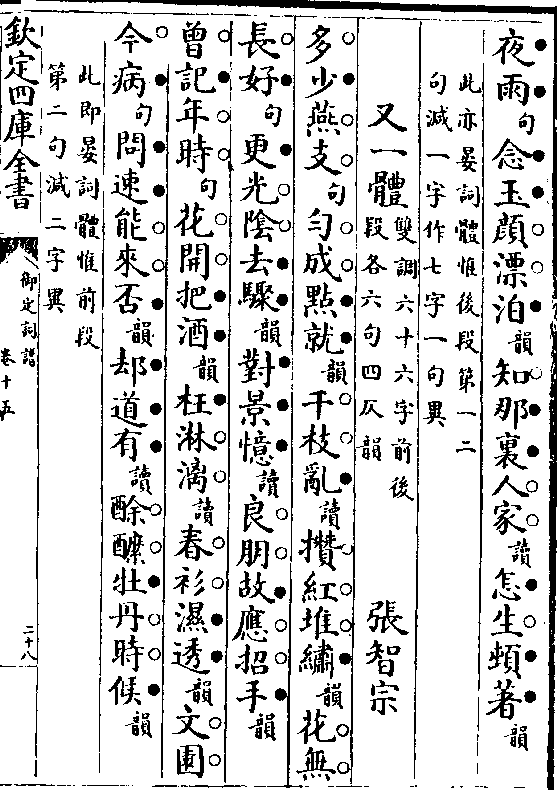 夜雨句念玉顔漂泊韻知那裏人家讀怎生頓著韻
此亦晏詞體惟後段第一二
句減一字作七字一句異
又一體雙調六十六字前後段各六句四仄韻 張智宗
多少燕支句勻成點就韻千枝亂讀攢紅堆繡韻花無
長好句更光陰去驟韻對景憶讀良朋故應招手韻
曾記年時句花開把酒韻枉淋漓讀春衫濕透韻文園
今病句問速能來否韻却道有讀酴醾牡丹時候韻
此即晏詞體惟前段
第二句減二字異
欽定四庫全書
御定詞譜
卷十五
二十八